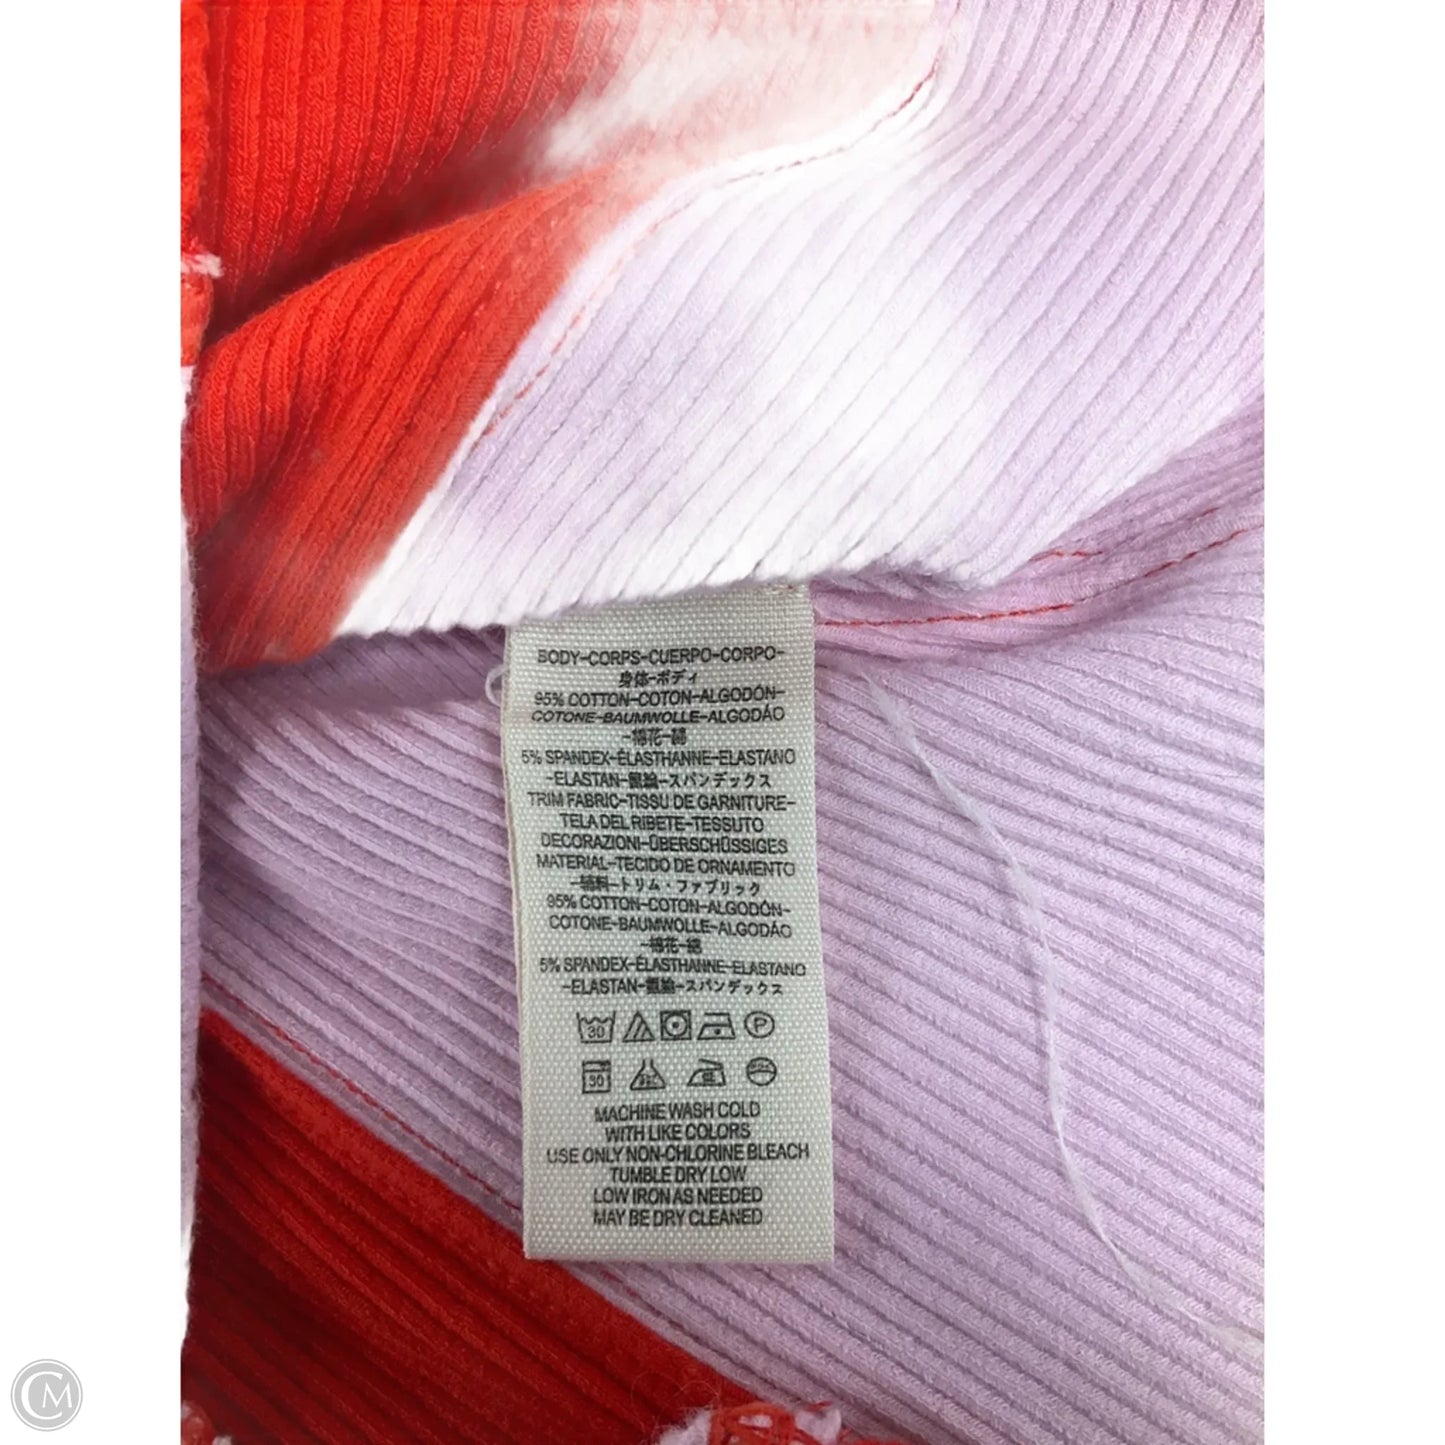 BODY-CORPS-CUERPO-CORPO-
身体-ボディ
95% COTTON-COTON-ALGODÓN-
COTONE-BAUMWOLLE-ALGODÃO
-棉花-綿
5% SPANDEX-ÉLASTHANNE-ELASTANO
-ELASTAN-氨綸-スパンデックス
TRIM FABRIC-TISSU DE GARNITURE-
TELA DEL RIBETE-TESSUTO
DECORAZIONI-ÜBERSCHÜSSIGES
MATERIAL-TECIDO DE ORNAMENTO
-輔料-トリム・ファブリック
95% COTTON-COTON-ALGODÓN-
COTONE-BAUMWOLLE-ALGODÃO
-棉花-綿
5% SPANDEX-ÉLASTHANNE-ELASTANO
-ELASTAN-氨綸-スパンデックス
30 P
30
MACHINE WASH COLD
WITH LIKE COLORS
USE ONLY NON-CHLORINE BLEACH
TUMBLE DRY LOW
LOW IRON AS NEEDED
MAY BE DRY CLEANED
CM